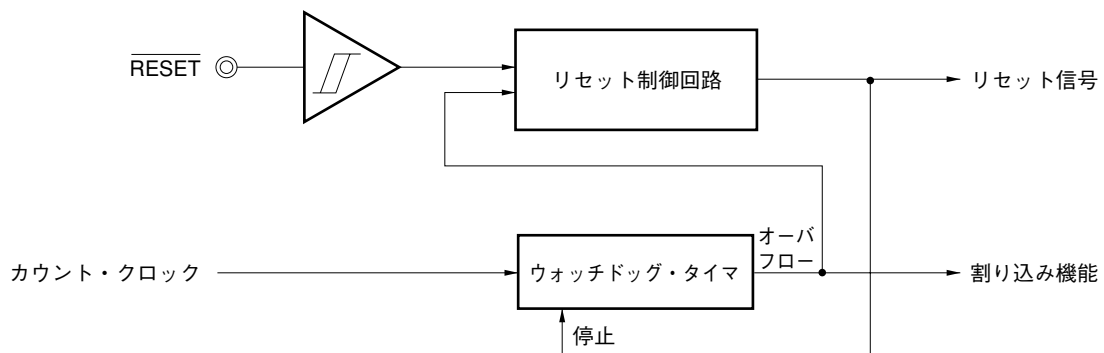 RESET
リセット制御回路
リセット信号
オーバ
フロー
カウント・クロック
ウォッチドッグ・タイマ
割り込み機能
停止